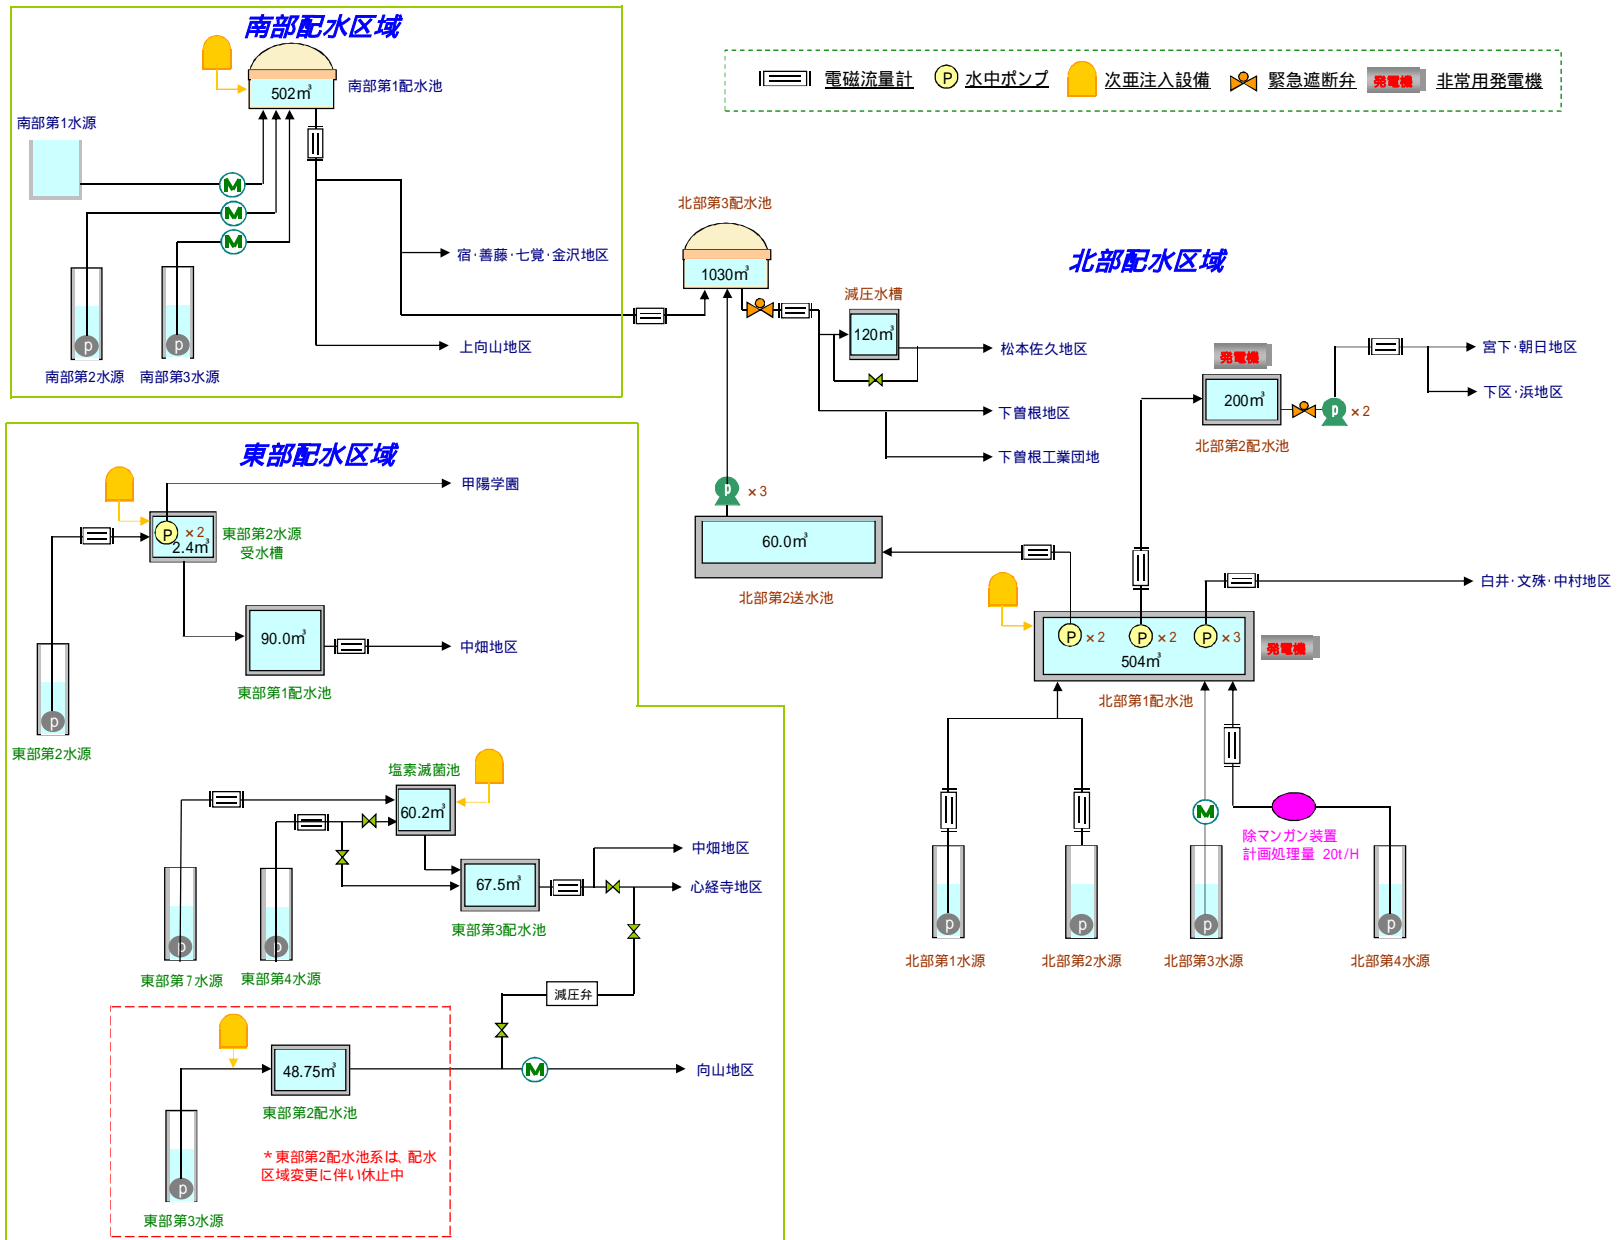 南部配水区域
502m³
南部第1配水池
南部第1水源
M
M
M
宿・善藤・七覚・金沢地区
上向山地区
p
p
南部第2水源
南部第3水源
電磁流量計
P
水中ポンプ
次亜注入設備
緊急遮断弁
発電機
非常用発電機
北部配水区域
北部第3配水池
1030m³
減圧水槽
120m³
松本佐久地区
下曽根地区
下曽根工業団地
発電機
200m³
北部第2配水池
p
×2
宮下・朝日地区
下区・浜地区
p
×3
60.0m³
北部第2送水池
白井・文殊・中村地区
P
×2
P
×2
P
×3
504m³
発電機
北部第1配水池
M
除マンガン装置
計画処理量 20t/H
p
p
p
p
北部第1水源
北部第2水源
北部第3水源
北部第4水源
東部配水区域
甲陽学園
P
×2
2.4m³
東部第2水源
受水槽
90.0m³
中畑地区
東部第1配水池
p
東部第2水源
塩素滅菌池
60.2m³
中畑地区
67.5m³
心経寺地区
東部第3配水池
p
p
東部第7水源
東部第4水源
減圧弁
48.75m³
M
向山地区
東部第2配水池
*東部第2配水池系は、配水
区域変更に伴い休止中
p
東部第3水源